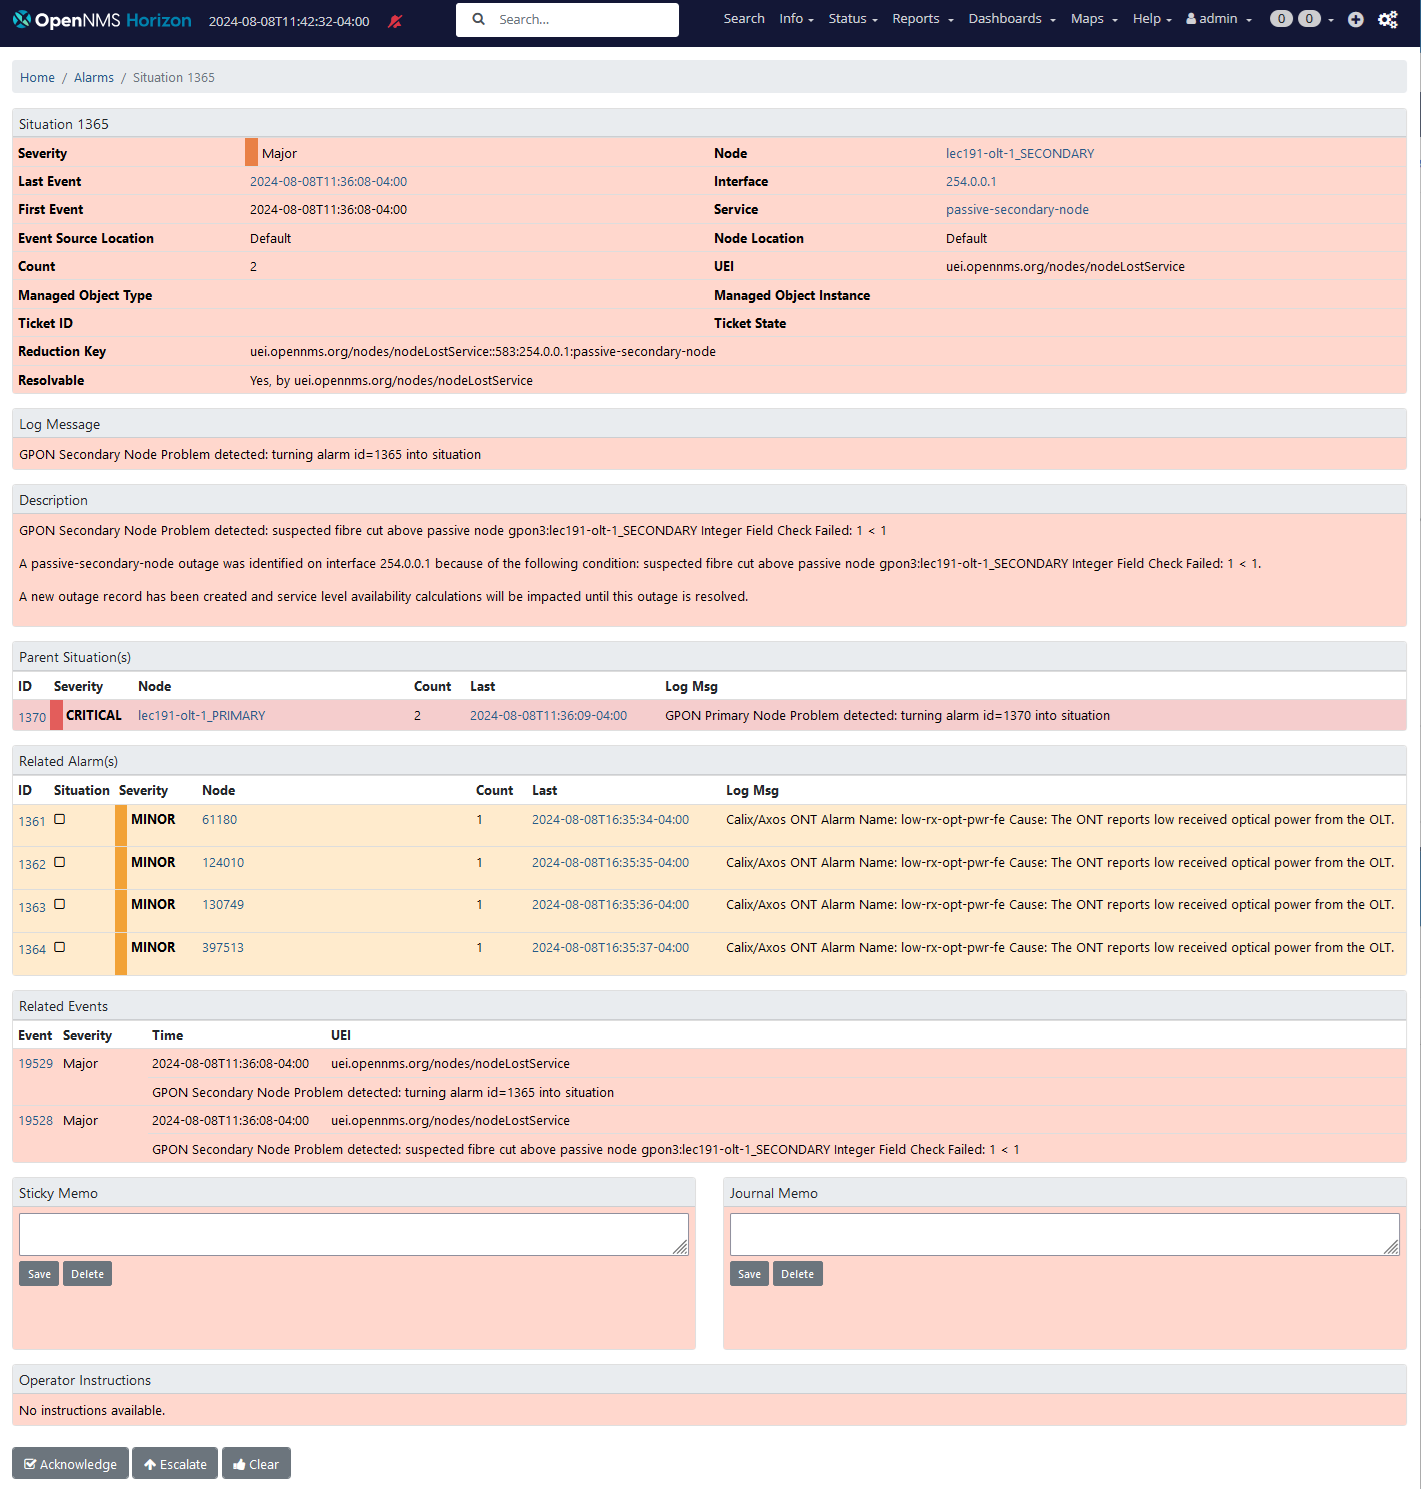 OpenNMS Horizon 2024-08-08T11:42:32-04:00 Search... Search Info Status Reports Dashboards Maps Help admin 0 0
Home / Alarms / Situation 1365
Situation 1365
Severity Major Node lec191-olt-1_SECONDARY
Last Event 2024-08-08T11:36:08-04:00 Interface 254.0.0.1
First Event 2024-08-08T11:36:08-04:00 Service passive-secondary-node
Event Source Location Default Node Location Default
Count 2 UEI uei.opennms.org/nodes/nodeLostService
Managed Object Type Managed Object Instance
Ticket ID Ticket State
Reduction Key uei.opennms.org/nodes/nodeLostService::583:254.0.0.1:passive-secondary-node
Resolvable Yes, by uei.opennms.org/nodes/nodeLostService
Log Message
GPON Secondary Node Problem detected: turning alarm id=1365 into situation
Description
GPON Secondary Node Problem detected: suspected fibre cut above passive node gpon3:lec191-olt-1_SECONDARY Integer Field Check Failed: 1 < 1
A passive-secondary-node outage was identified on interface 254.0.0.1 because of the following condition: suspected fibre cut above passive node gpon3:lec191-olt-1_SECONDARY Integer Field Check Failed: 1 < 1.
A new outage record has been created and service level availability calculations will be impacted until this outage is resolved.
Parent Situation(s)
ID Severity Node Count Last Log Msg
1370 CRITICAL lec191-olt-1_PRIMARY 2 2024-08-08T11:36:09-04:00 GPON Primary Node Problem detected: turning alarm id=1370 into situation
Related Alarm(s)
ID Situation Severity Node Count Last Log Msg
1361 MINOR 61180 1 2024-08-08T16:35:34-04:00 Calix/Axos ONT Alarm Name: low-rx-opt-pwr-fe Cause: The ONT reports low received optical power from the OLT.
1362 MINOR 124010 1 2024-08-08T16:35:35-04:00 Calix/Axos ONT Alarm Name: low-rx-opt-pwr-fe Cause: The ONT reports low received optical power from the OLT.
1363 MINOR 130749 1 2024-08-08T16:35:36-04:00 Calix/Axos ONT Alarm Name: low-rx-opt-pwr-fe Cause: The ONT reports low received optical power from the OLT.
1364 MINOR 397513 1 2024-08-08T16:35:37-04:00 Calix/Axos ONT Alarm Name: low-rx-opt-pwr-fe Cause: The ONT reports low received optical power from the OLT.
Related Events
Event Severity Time UEI
19529 Major 2024-08-08T11:36:08-04:00 uei.opennms.org/nodes/nodeLostService
GPON Secondary Node Problem detected: turning alarm id=1365 into situation
19528 Major 2024-08-08T11:36:08-04:00 uei.opennms.org/nodes/nodeLostService
GPON Secondary Node Problem detected: suspected fibre cut above passive node gpon3:lec191-olt-1_SECONDARY Integer Field Check Failed: 1 < 1
Sticky Memo Journal Memo
Save Delete Save Delete
Operator Instructions
No instructions available.
Acknowledge Escalate Clear